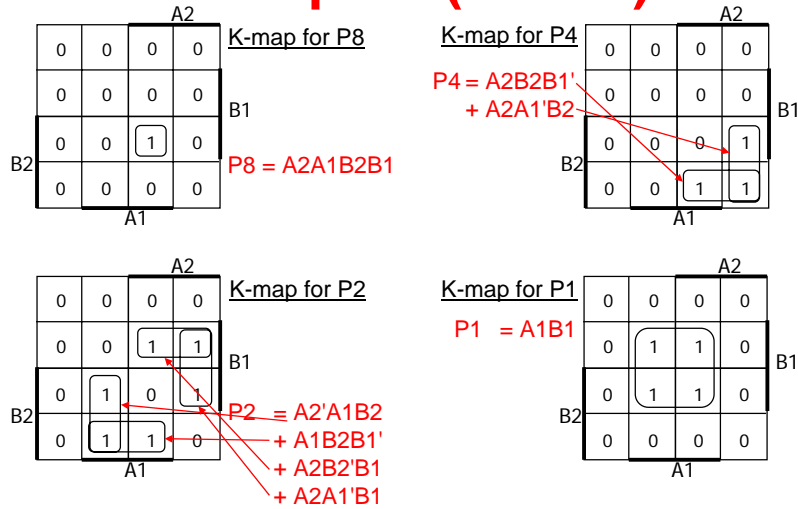 A2
K-map for P8
0 0 0 0
0 0 0 0
B1
0 0 1 0
B2
P8 = A2A1B2B1
0 0 0 0
A1
A2
K-map for P4
0 0 0 0
P4 = A2B2B1'
0 0 0 0
B1
+ A2A1'B2
0 0 0 1
B2
0 0 1 1
A1
A2
K-map for P2
0 0 0 0
0 0 1 1
B1
0 1 0 1
B2
P2 = A2'A1B2
0 1 1 0
+ A1B2B1'
A1
+ A2B2'B1
+ A2A1'B1
A2
K-map for P1
0 0 0 0
P1 = A1B1
0 1 1 0
B1
0 1 1 0
B2
0 0 0 0
A1